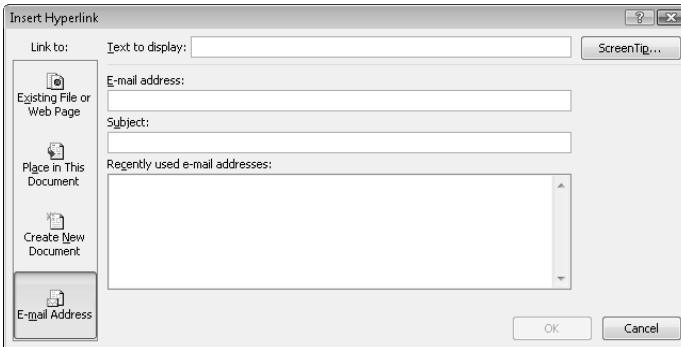 Insert Hyperlink
Link to:
Text to display:
ScreenTip...
Existing File or
Web Page
Place in This
Document
Create New
Document
E-mail Address
E-mail address:
Subject:
Recently used e-mail addresses:
OK
Cancel